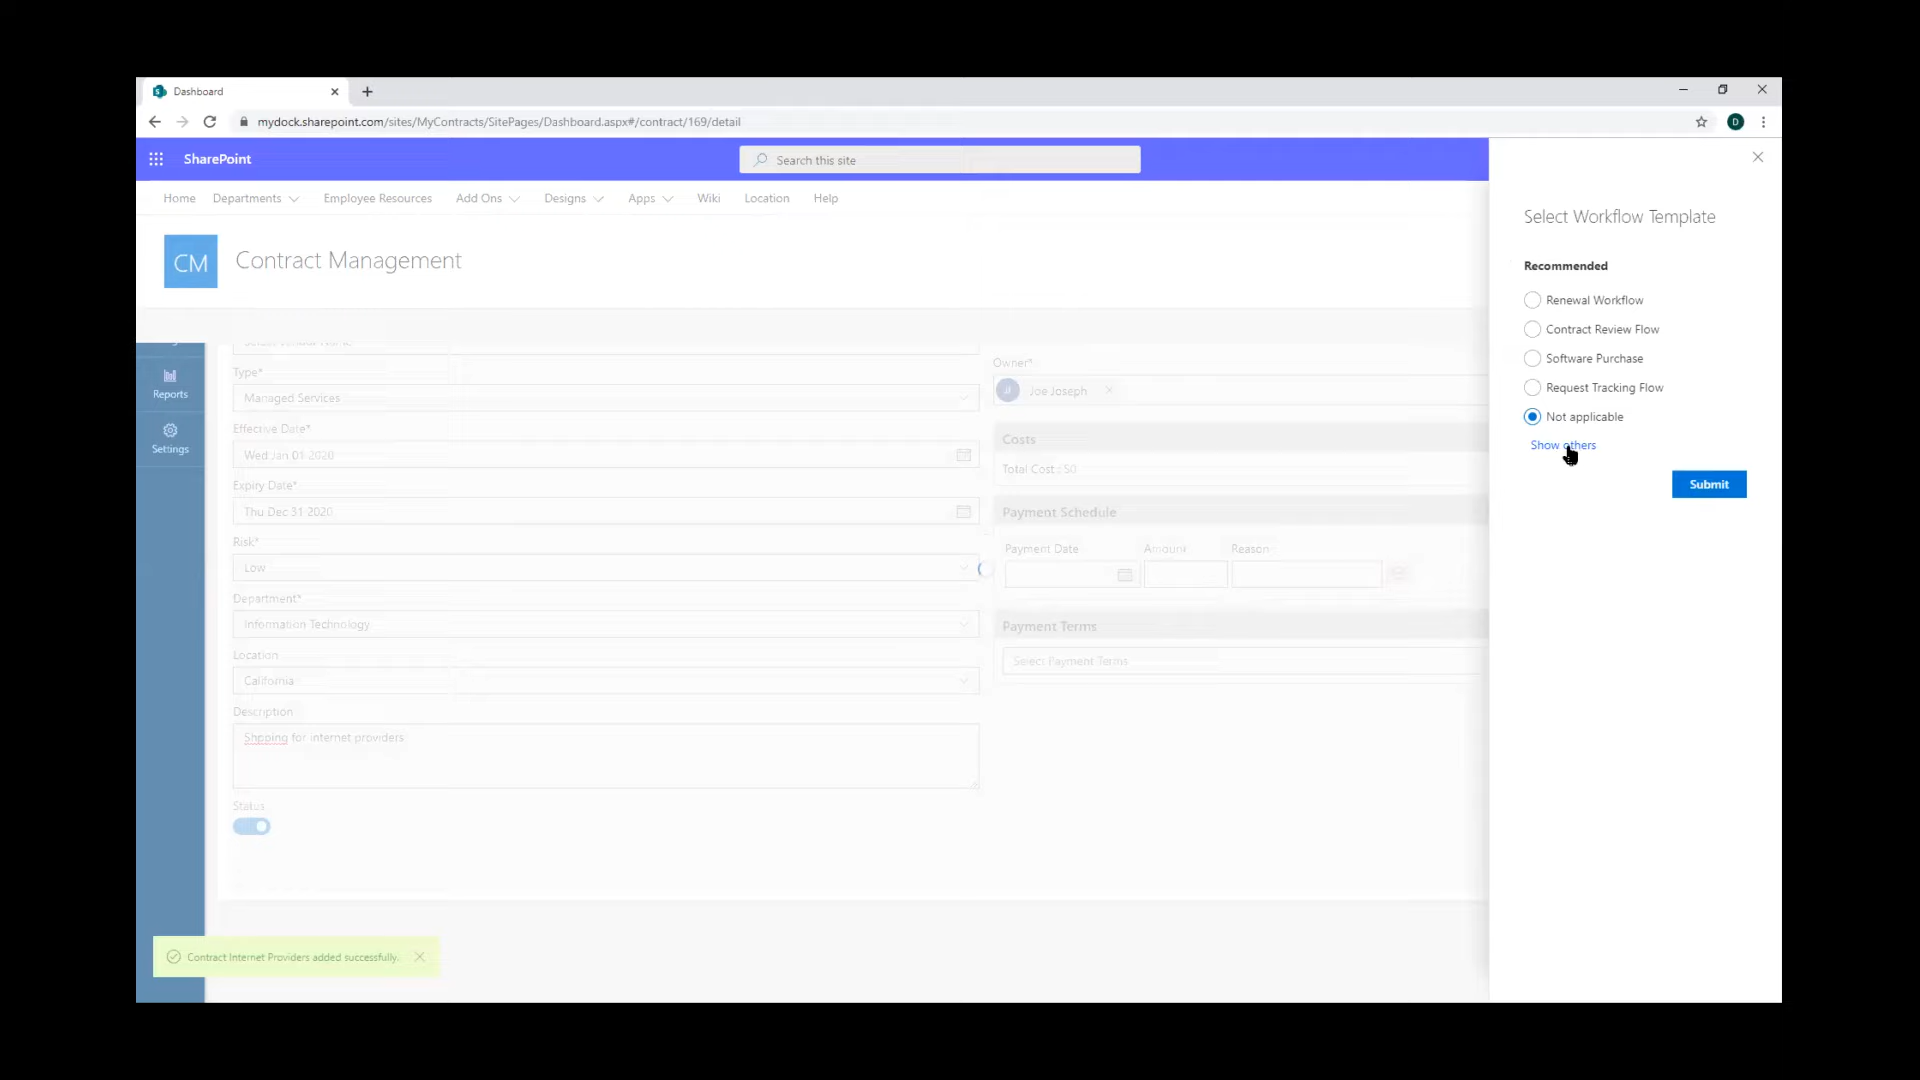 Dashboard
mydock.sharepoint.com/sites/MyContracts/SitePages/Dashboard.aspx#/contract/169/detail
D
SharePoint
Search this site
Home Departments Employee Resources Add Ons Designs Apps Wiki Location Help
CM Contract Management
Select Workflow Template
Recommended
Renewal Workflow
Contract Review Flow
Software Purchase
Request Tracking Flow
Not applicable
Show others
Submit
Reports
Settings
Type*
Managed Services
Effective Date*
Wed Jan 01 2020
Expiry Date*
Thu Dec 31 2020
Risk*
Low
Department*
Information Technology
Location
California
Description
Shpoing for internet providers
Status
Owner*
Joe Joseph
Costs
Total Cost : $0
Payment Schedule
Payment Date Amount Reason
Payment Terms
Select Payment Terms
Contract Internet Providers added successfully.